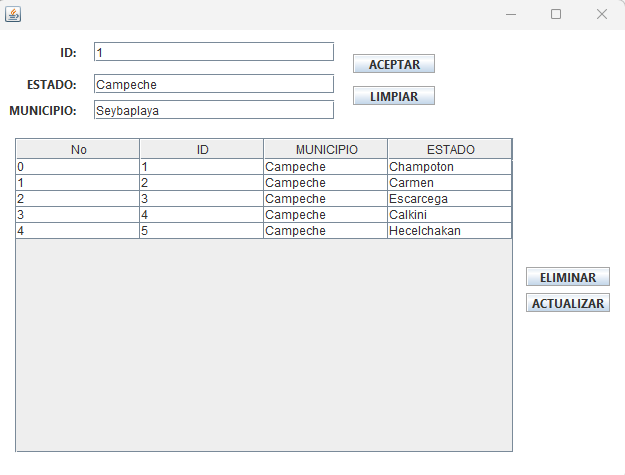 ID: 1
ACEPTAR
ESTADO: Campeche
LIMPIAR
MUNICIPIO: Seybaplaya
No ID MUNICIPIO ESTADO
0 1 Campeche Champoton
1 2 Campeche Carmen
2 3 Campeche Escarcega
3 4 Campeche Calkini
4 5 Campeche Hecelchakan
ELIMINAR
ACTUALIZAR